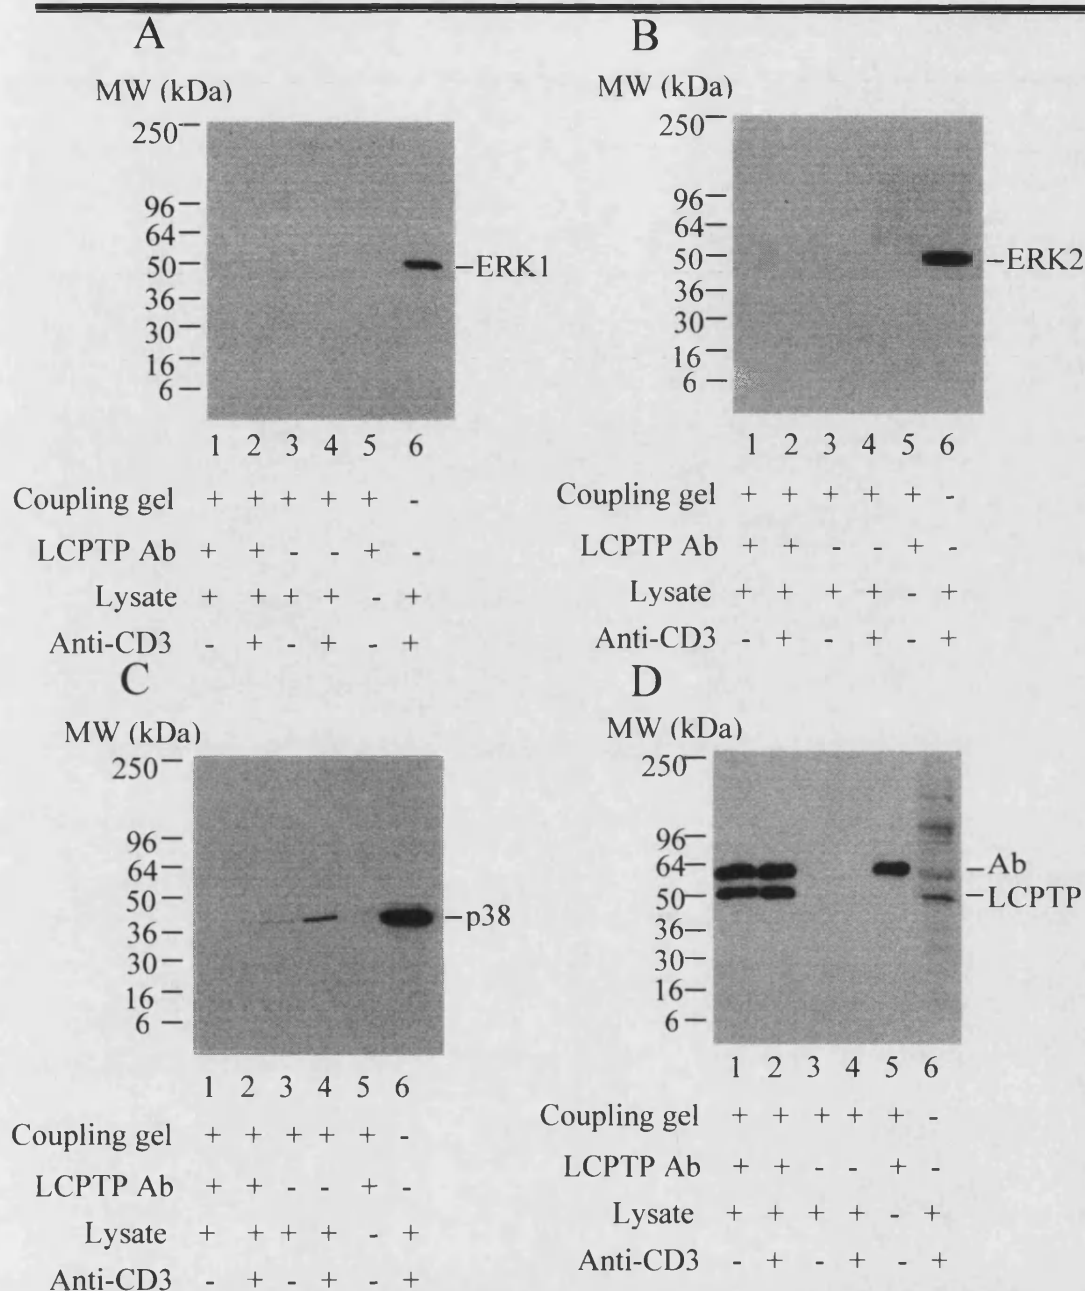 A
MW (kDa)
250
96
64
50
36
30
16
6
ERK1
1 2 3 4 5 6
Coupling gel + + + + + -
LCPTP Ab + + - - + -
Lysate + + + + - +
Anti-CD3 - + - + - +
B
MW (kDa)
250
96
64
50
36
30
16
6
ERK2
1 2 3 4 5 6
Coupling gel + + + + + -
LCPTP Ab + + - - + -
Lysate + + + + - +
Anti-CD3 - + - + - +
C
MW (kDa)
250
96
64
50
36
30
16
6
p38
1 2 3 4 5 6
Coupling gel + + + + + -
LCPTP Ab + + - - + -
Lysate + + + + - +
Anti-CD3 - + - + - +
D
MW (kDa)
250
96
64
50
36
30
16
6
Ab
LCPTP
1 2 3 4 5 6
Coupling gel + + + + + -
LCPTP Ab + + - - + -
Lysate + + + + - +
Anti-CD3 - + - + - +